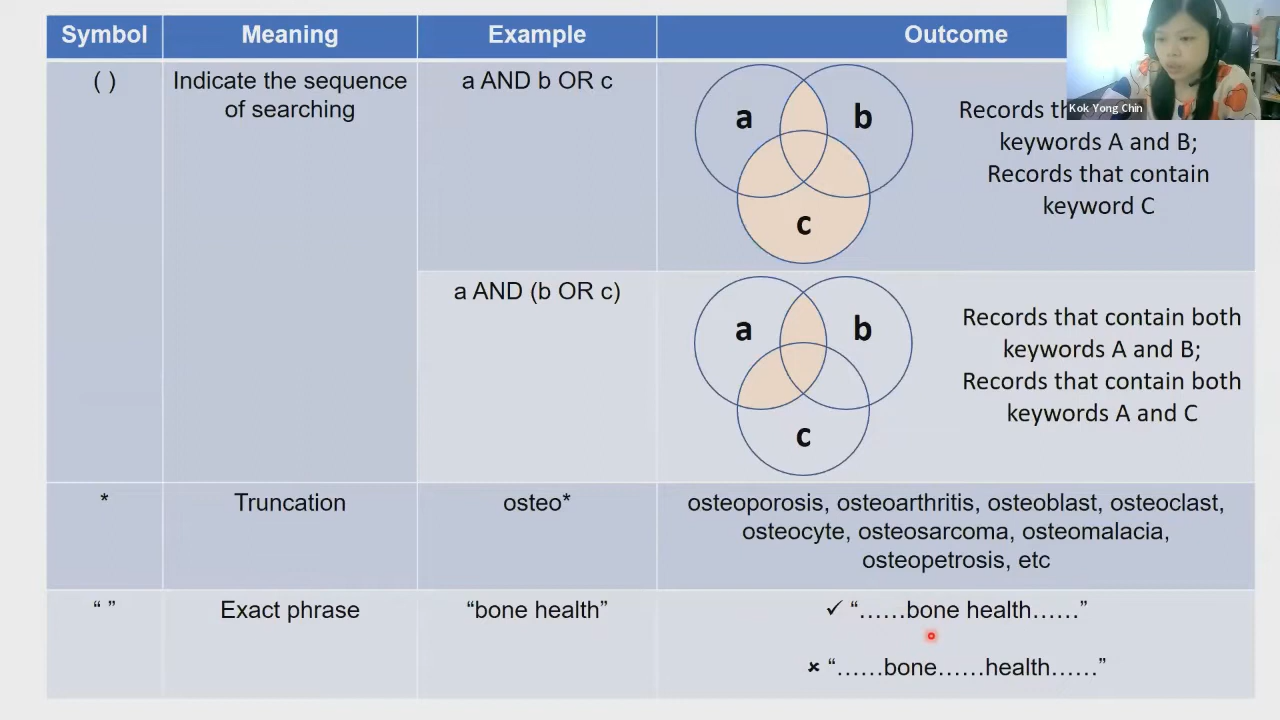 Symbol Meaning Example Outcome
Kok Yong Chin
( ) Indicate the sequence a AND b OR c
of searching
a b
c
Records
keywords A and B;
Records that contain
keyword C
a AND (b OR c)
a b
c
Records that contain both
keywords A and B;
Records that contain both
keywords A and C
* Truncation osteo* osteoporosis, osteoarthritis, osteoblast, osteoclast,
osteocyte, osteosarcoma, osteomalacia,
osteopetrosis, etc
“ ” Exact phrase “bone health” ✓ “……bone health……”
× “……bone……health……”